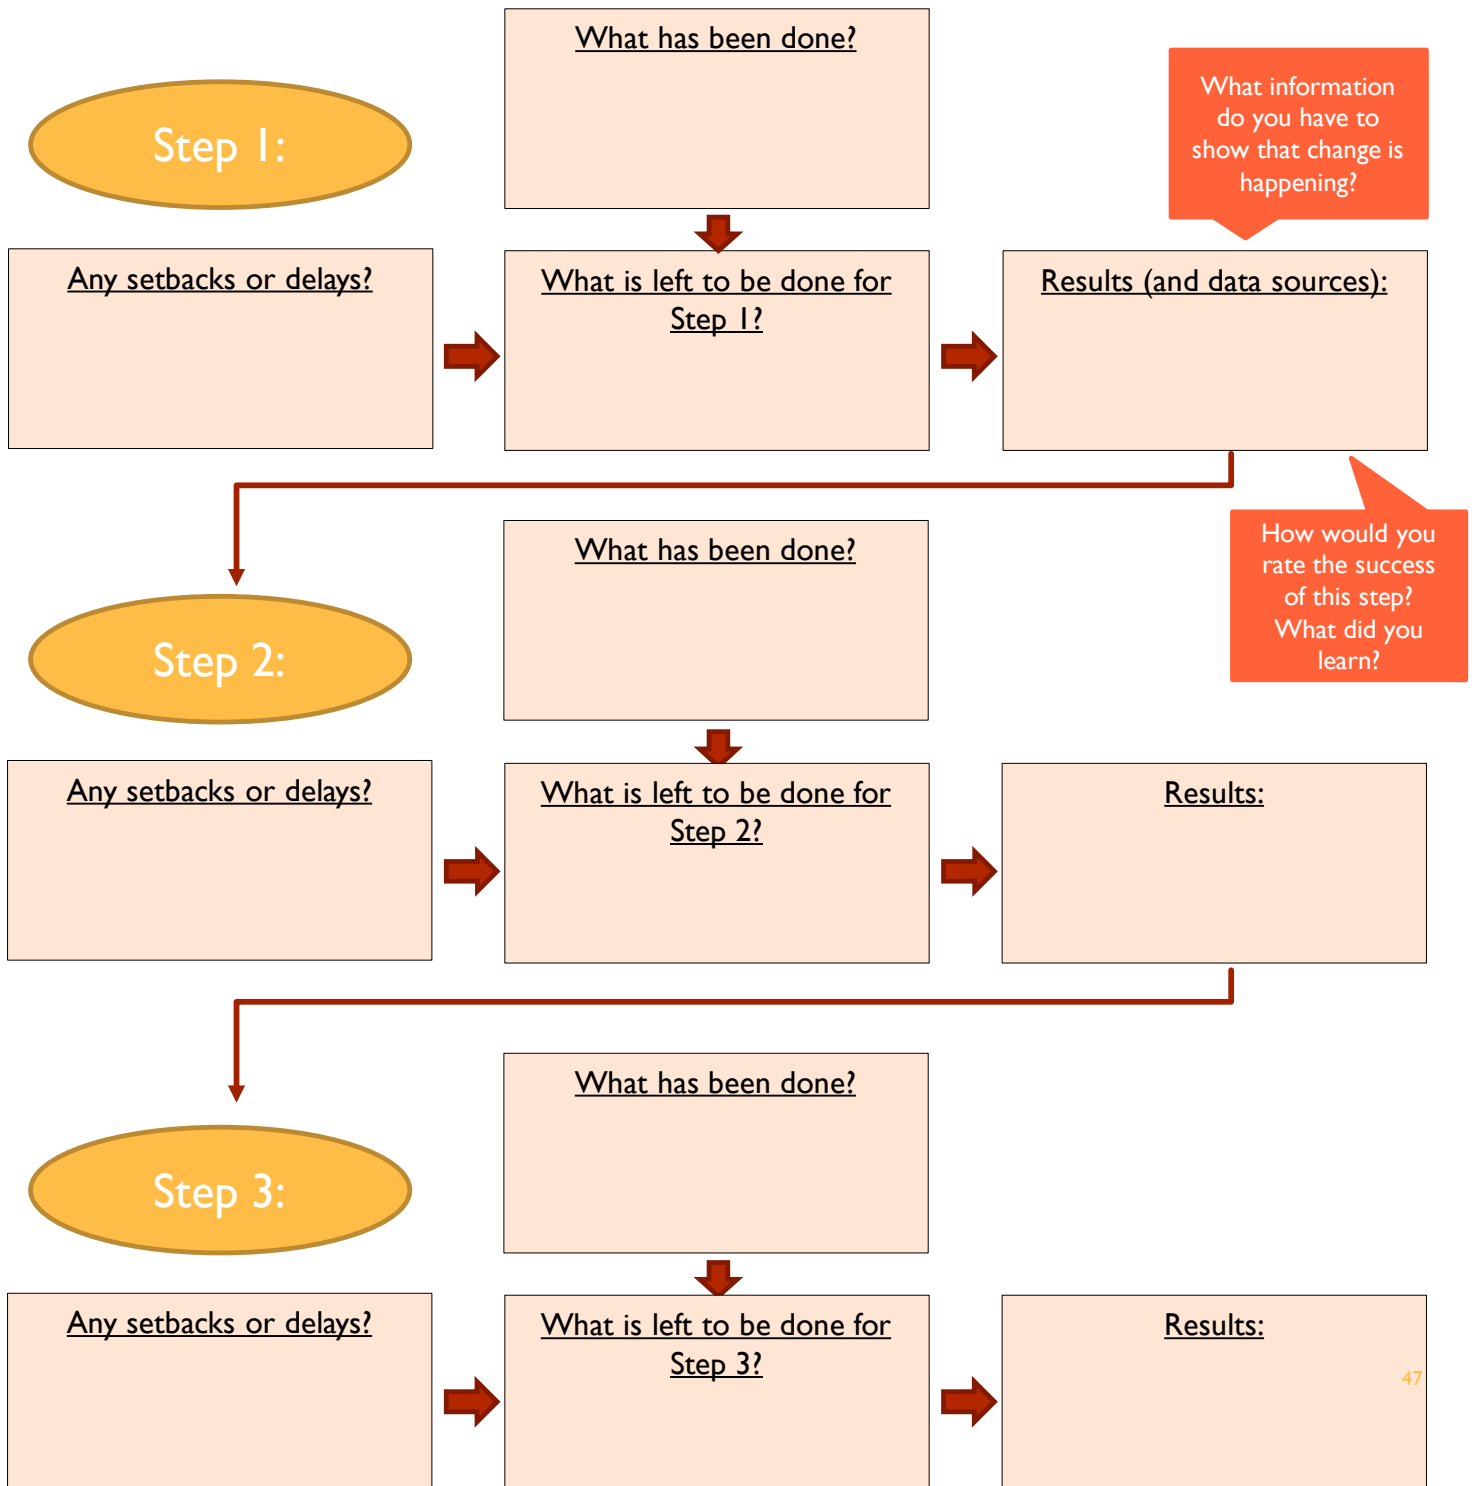 What has been done?
What information
do you have to
show that change is
happening?
Step 1:
Any setbacks or delays?
What is left to be done for
Step 1?
Results (and data sources):
What has been done?
How would you
rate the success
of this step?
What did you
learn?
Step 2:
Any setbacks or delays?
What is left to be done for
Step 2?
Results:
What has been done?
Step 3:
Any setbacks or delays?
What is left to be done for
Step 3?
Results:
47